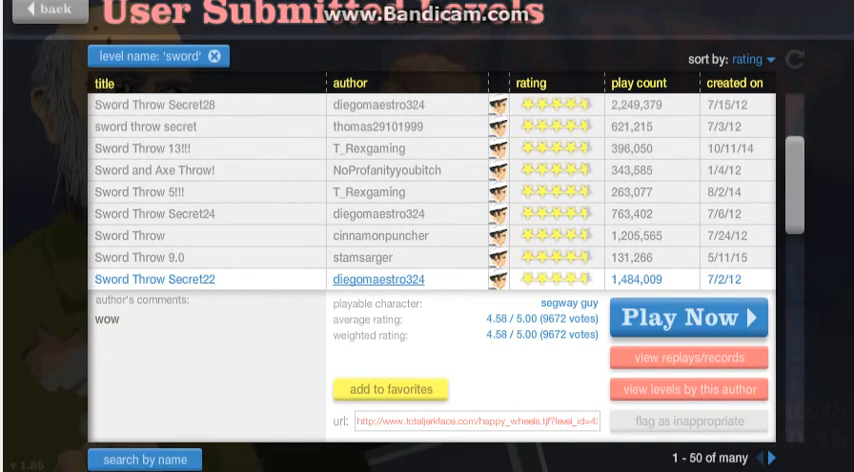 back
User Submitted Levels
www.Bandicam.com
level name: 'sword'
sort by: rating
title author rating play count created on
Sword Throw Secret28 diegomaestro324 2,249,379 7/15/12
sword throw secret thomas29101999 621,215 7/3/12
Sword Throw 13!!! T_Rexgaming 396,050 10/11/14
Sword and Axe Throw! NoProfanityyoubitch 343,585 1/4/12
Sword Throw 5!!! T_Rexgaming 263,077 8/2/14
Sword Throw Secret24 diegomaestro324 763,402 7/6/12
Sword Throw cinnamonpuncher 1,205,565 7/24/12
Sword Throw 9.0 stamsarger 131,266 5/11/15
Sword Throw Secret22 diegomaestro324 1,484,009 7/2/12
author's comments:
wow
playable character: segway guy
average rating: 4.58 / 5.00 (9672 votes)
weighted rating: 4.58 / 5.00 (9672 votes)
Play Now
view replays/records
add to favorites
view levels by this author
url: http://www.totaljerkface.com/happy_wheels.tjf?level_id=4
flag as inappropriate
v 1.85
search by name
1 - 50 of many